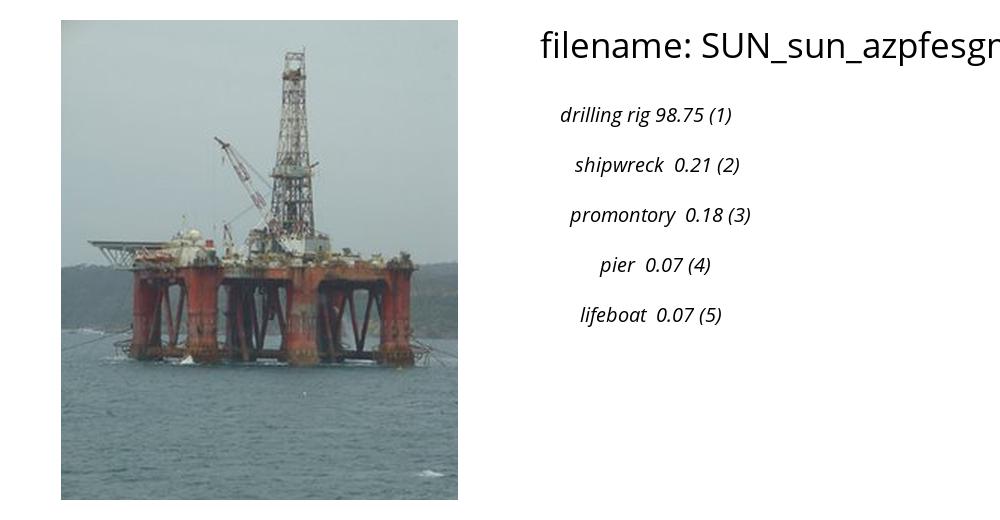 filename: SUN_sun_azpfesgr
drilling rig 98.75 (1)
shipwreck 0.21 (2)
promontory 0.18 (3)
pier 0.07 (4)
lifeboat 0.07 (5)